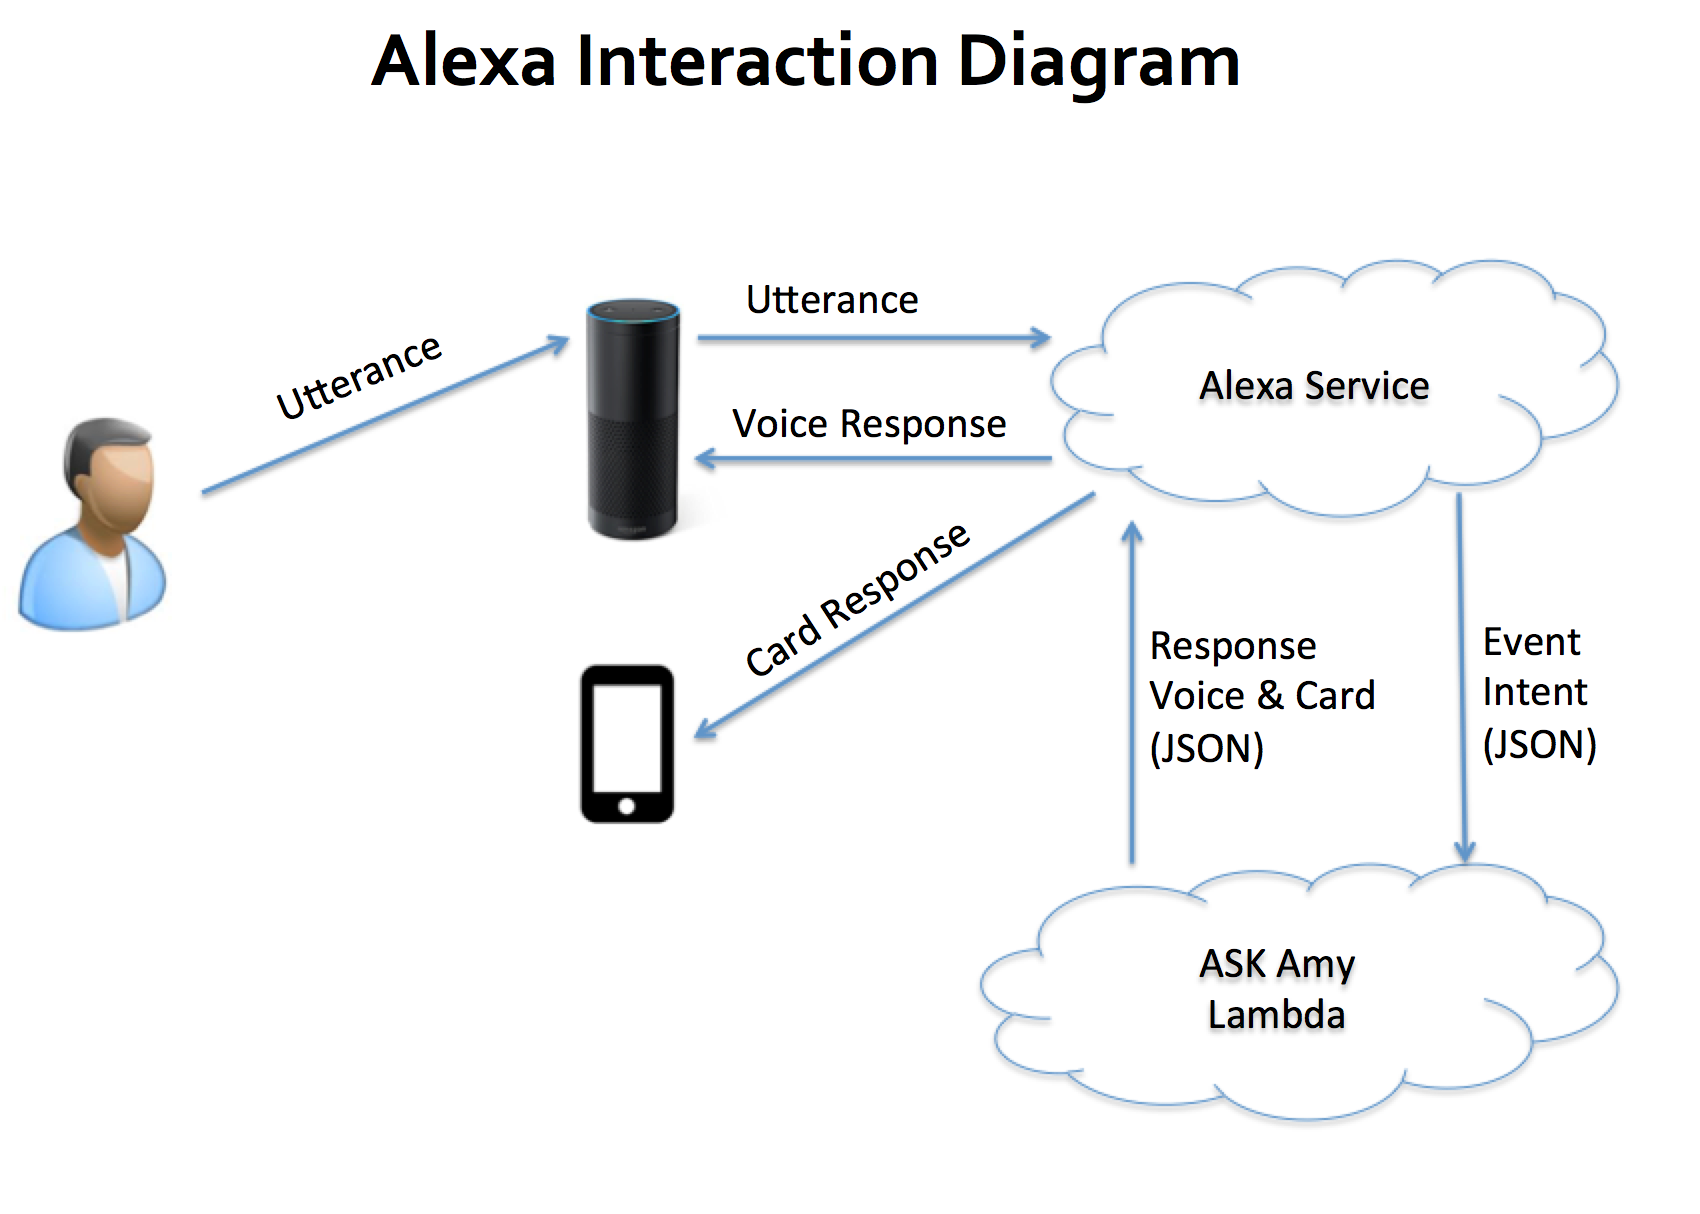 Alexa Interaction Diagram
Utterance
Utterance
Alexa Service
Voice Response
Card Response
Response
Voice & Card
(JSON)
Event
Intent
(JSON)
ASK Amy
Lambda